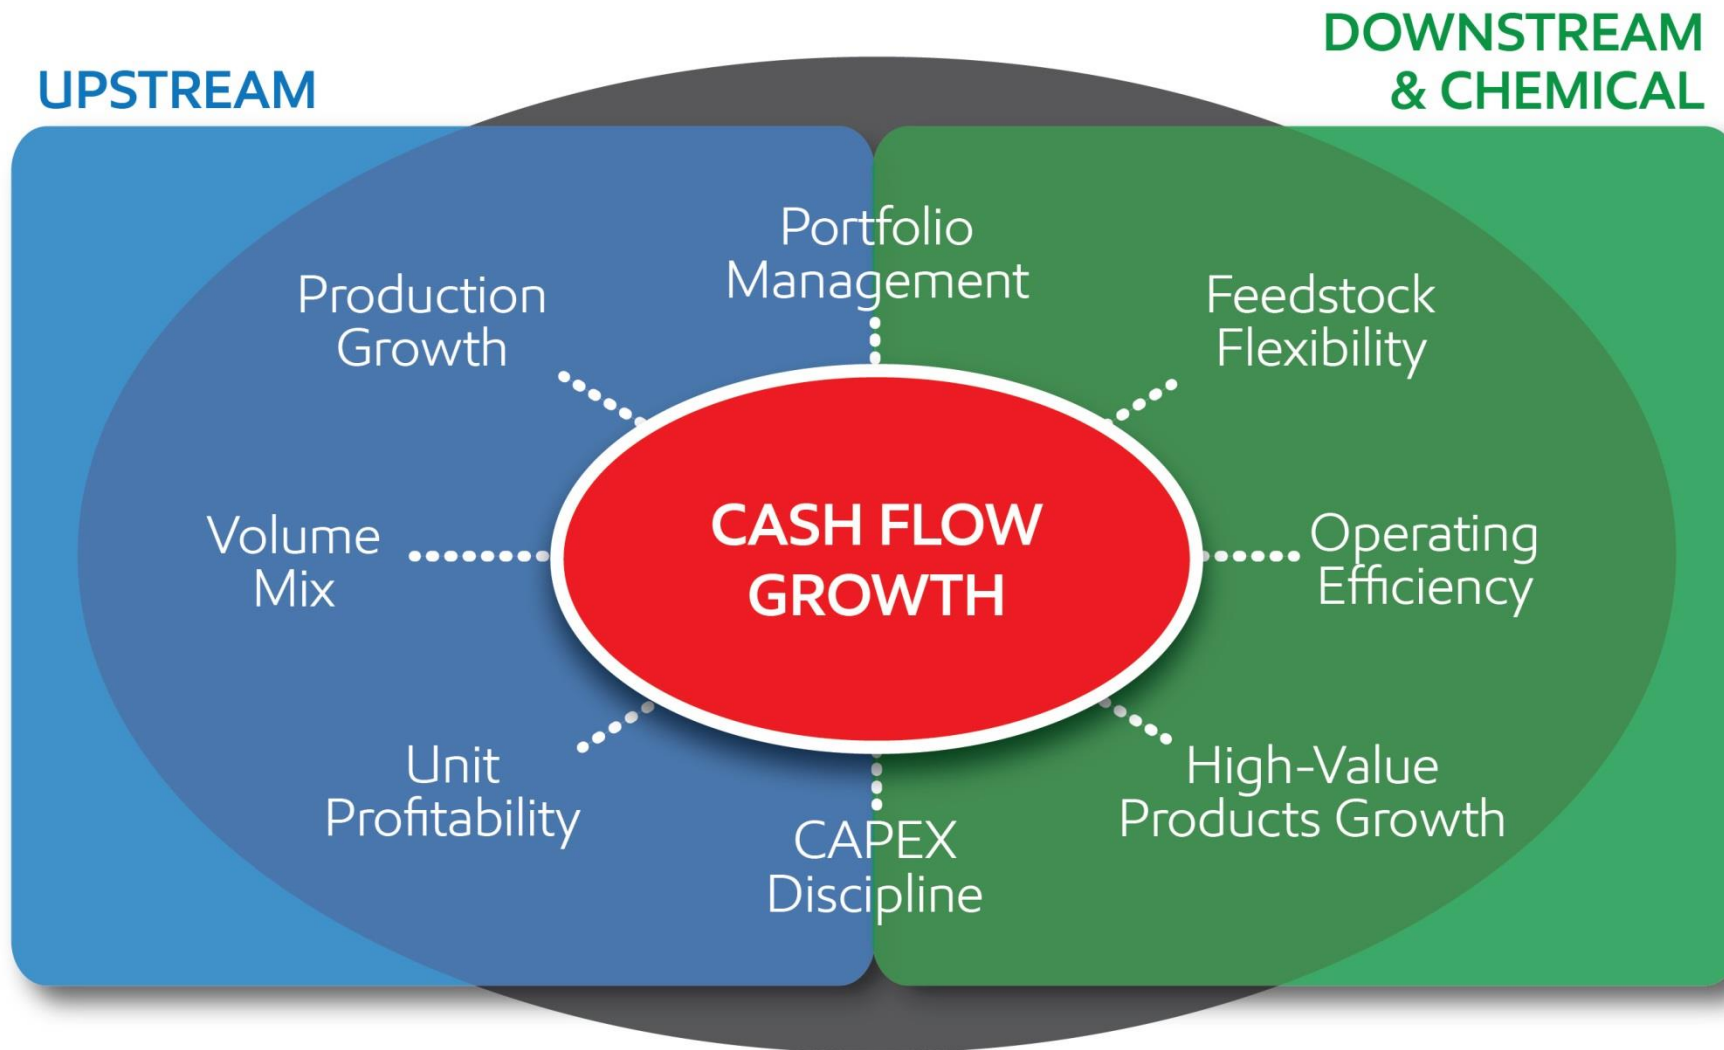 UPSTREAM
DOWNSTREAM
& CHEMICAL
Portfolio
Management
Production
Growth
Feedstock
Flexibility
Volume
Mix
CASH FLOW
GROWTH
Operating
Efficiency
Unit
Profitability
High-Value
Products Growth
CAPEX
Discipline